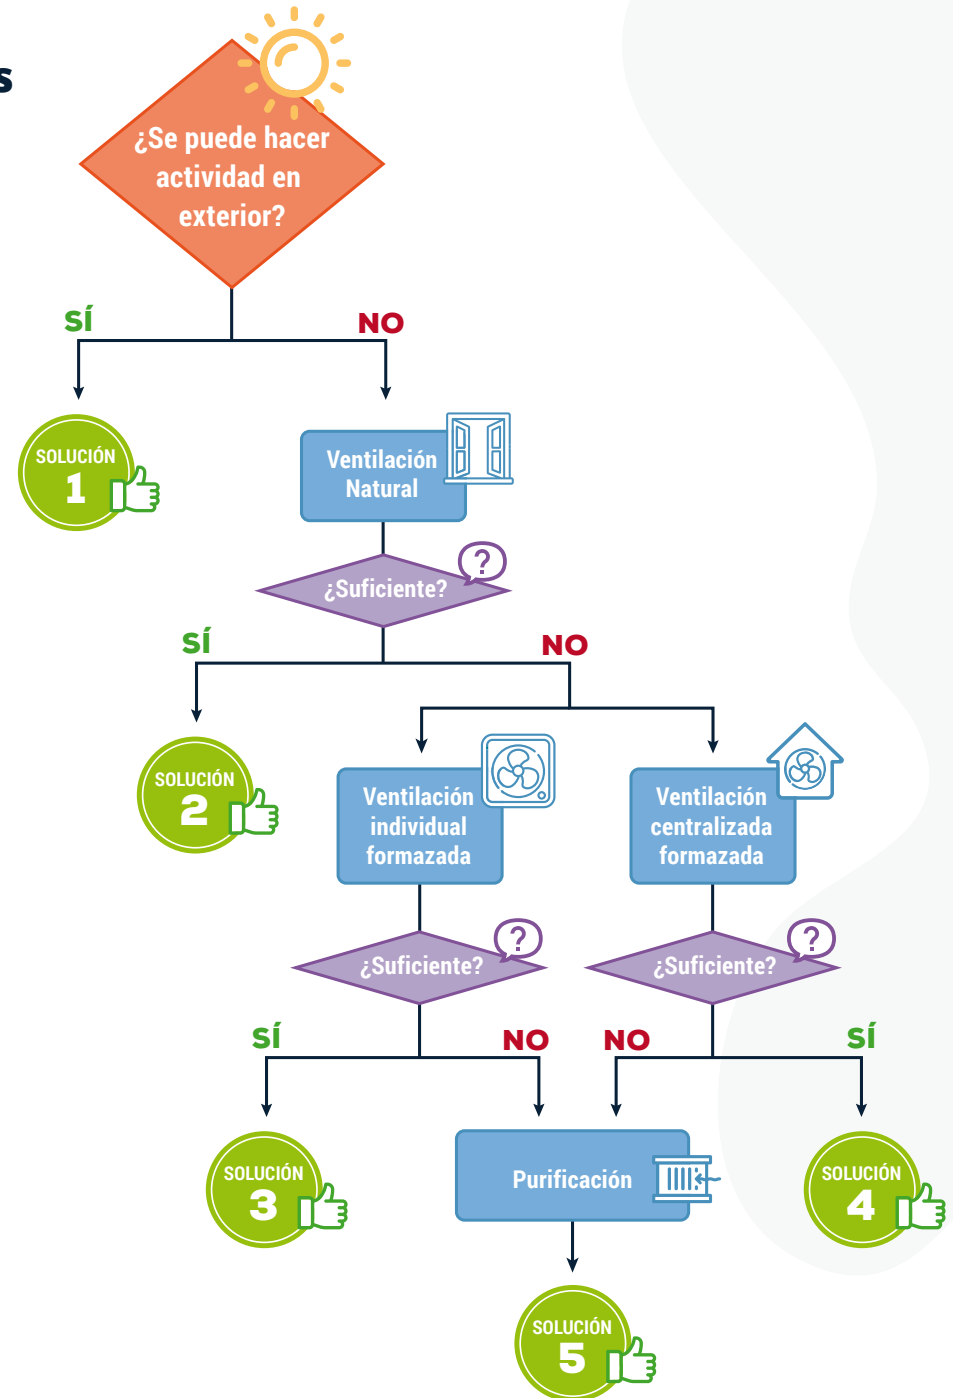 s
¿Se puede hacer
actividad en
exterior?
SÍ
NO
SOLUCIÓN
1
Ventilación
Natural
?
¿Suficiente?
SÍ
NO
SOLUCIÓN
2
Ventilación
individual
formazada
Ventilación
centralizada
formazada
?
¿Suficiente?
?
¿Suficiente?
SÍ
NO
NO
SÍ
SOLUCIÓN
3
Purificación
SOLUCIÓN
4
SOLUCIÓN
5